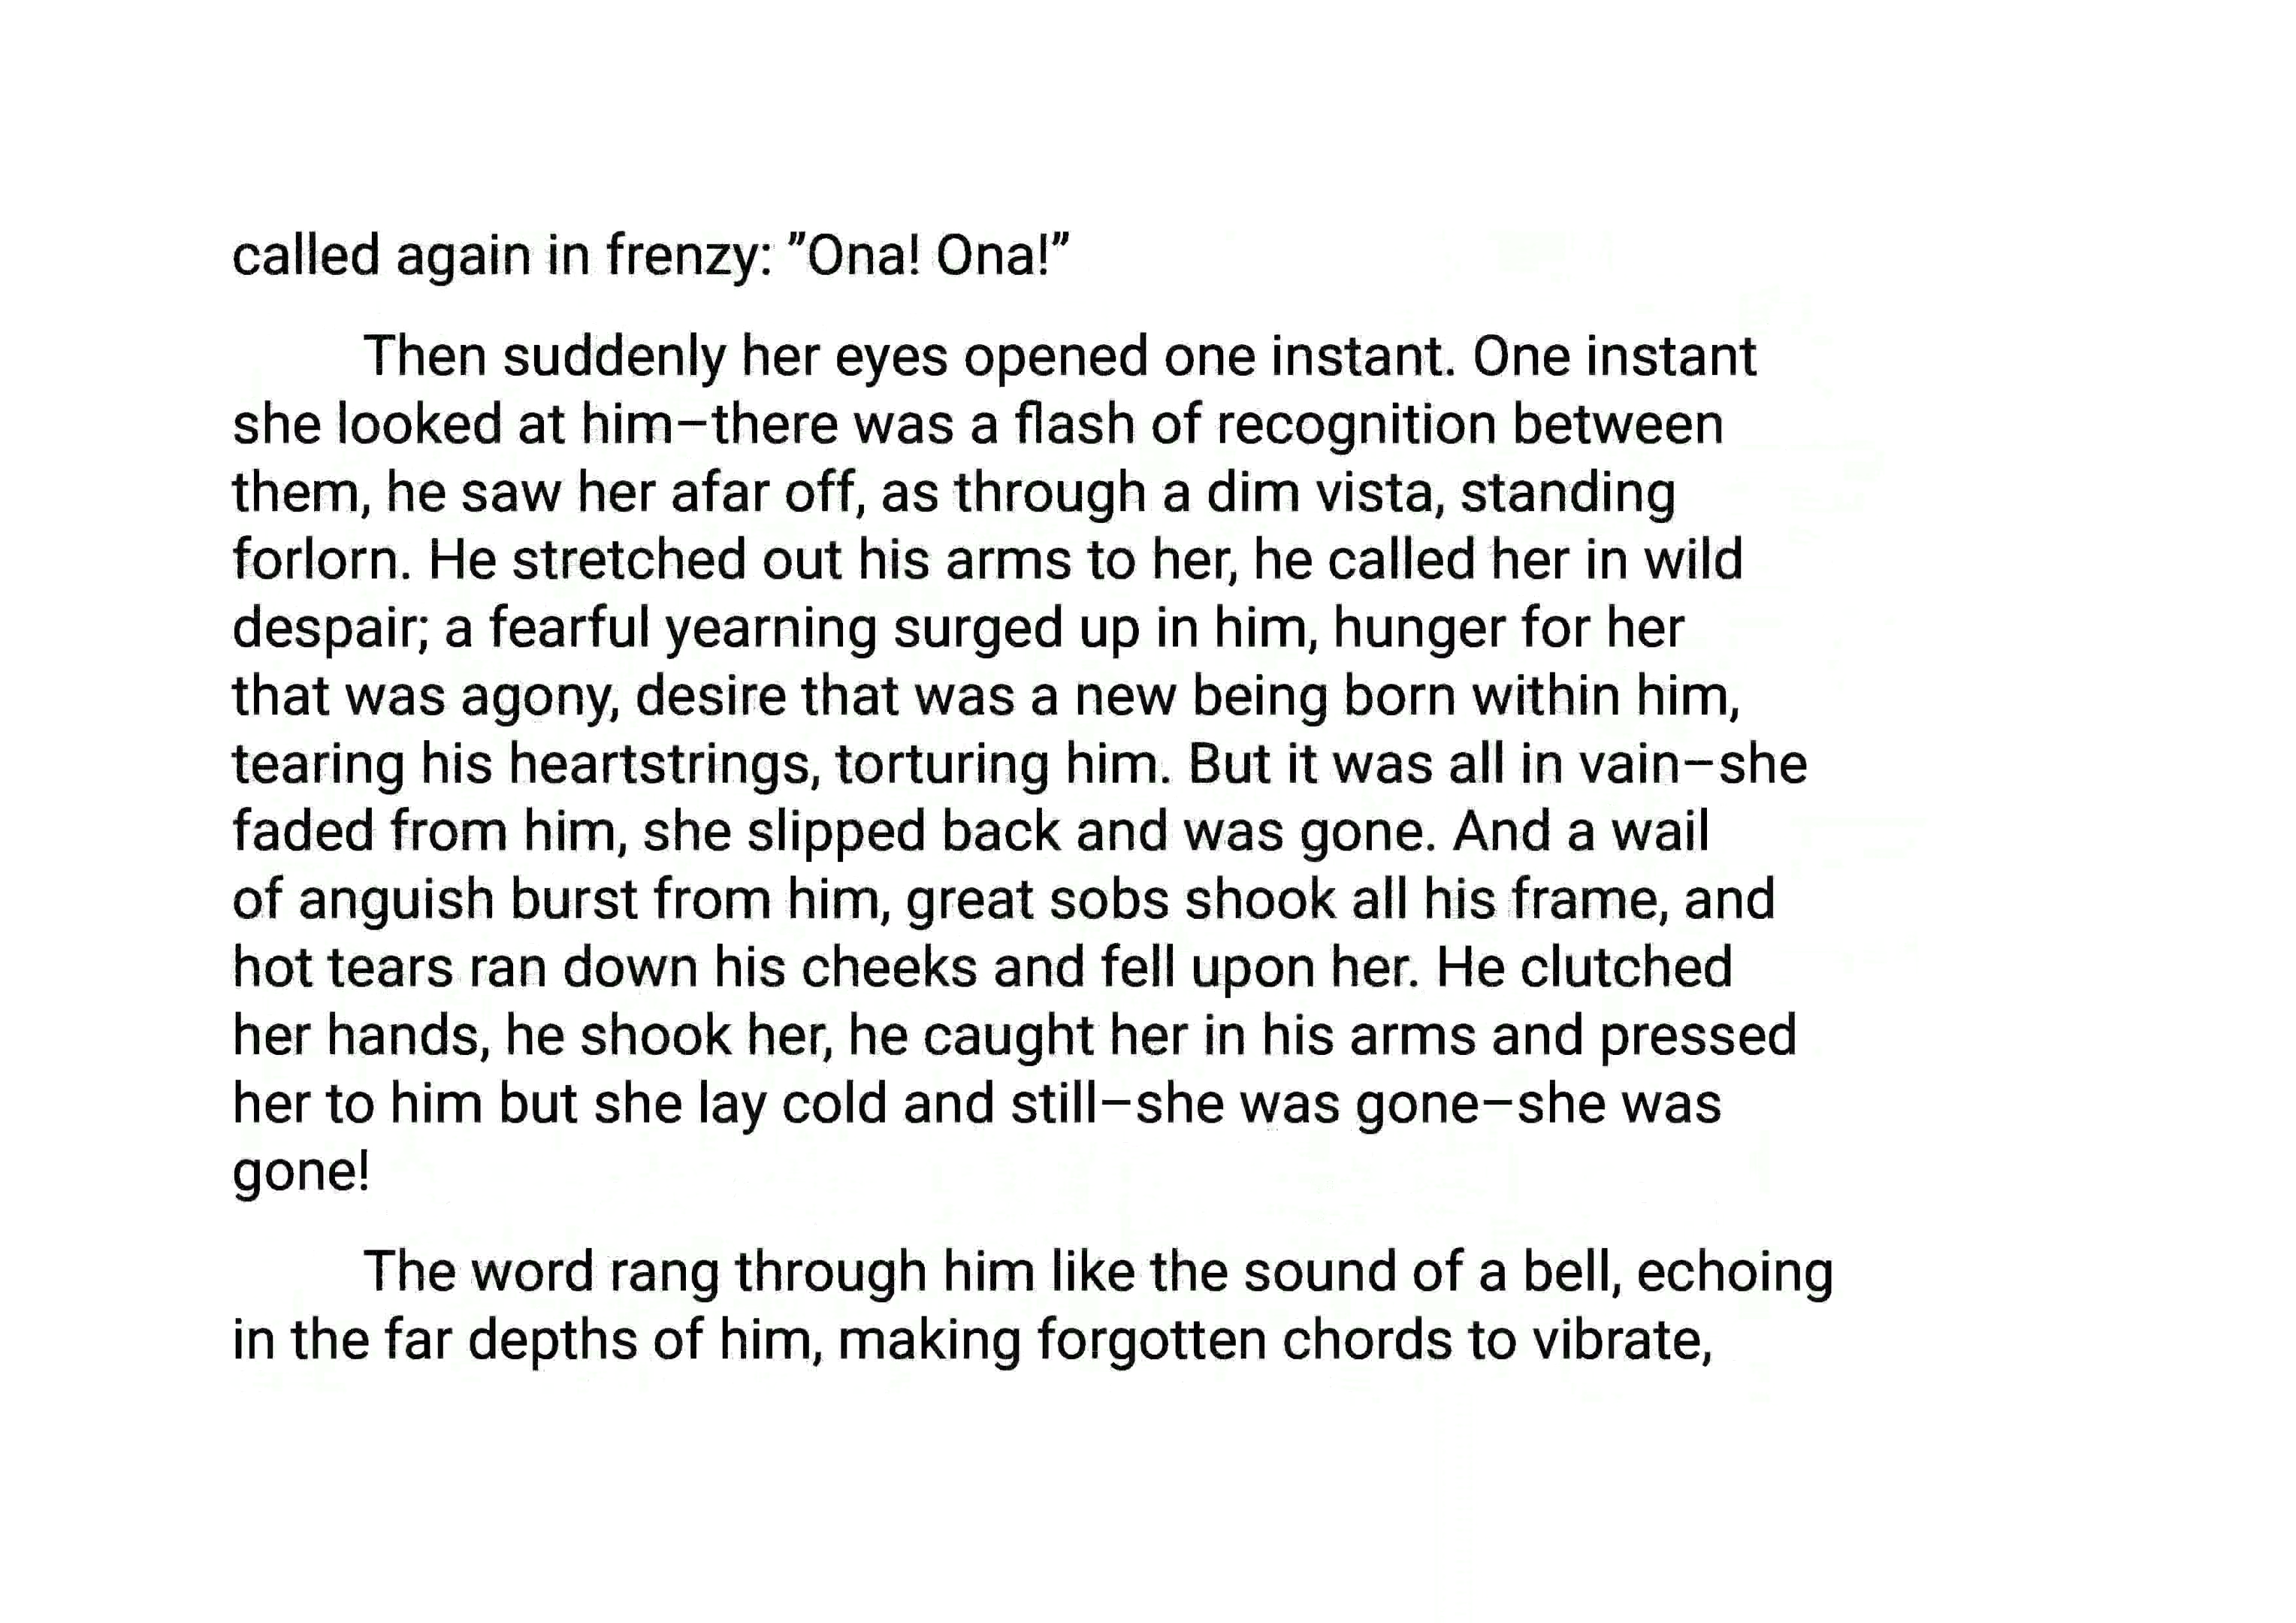 called again in frenzy: ”Ona! Ona!”
Then suddenly her eyes opened one instant. One instant
she looked at him–there was a flash of recognition between
them, he saw her afar off, as through a dim vista, standing
forlorn. He stretched out his arms to her, he called her in wild
despair; a fearful yearning surged up in him, hunger for her
that was agony, desire that was a new being born within him,
tearing his heartstrings, torturing him. But it was all in vain–she
faded from him, she slipped back and was gone. And a wail
of anguish burst from him, great sobs shook all his frame, and
hot tears ran down his cheeks and fell upon her. He clutched
her hands, he shook her, he caught her in his arms and pressed
her to him but she lay cold and still–she was gone–she was
gone!
The word rang through him like the sound of a bell, echoing
in the far depths of him, making forgotten chords to vibrate,